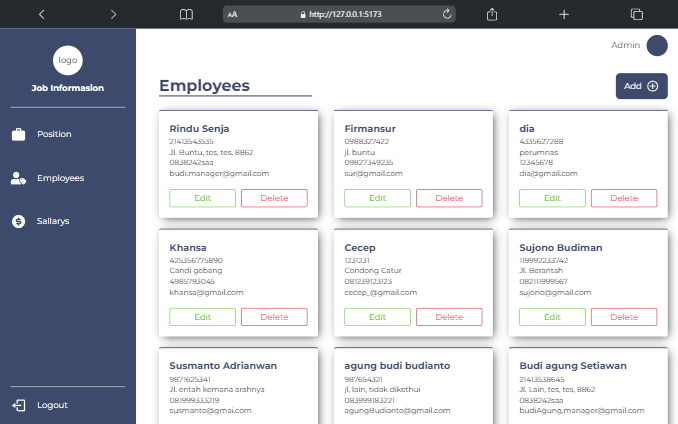 AA http://127.0.0.1:5173
logo
Job Informasion
Position
Employees
Sallarys
Logout
Admin
Employees
Add
Rindu Senja
21413543535
Jl. Buntu, tes, tes, 8862
0838242saa
budi.manager@gmail.com
Edit Delete
Firmansur
0988327422
jl. buntu
09827349235
sur@gmail.com
Edit Delete
dia
4335627288
perumnas
12345678
dia@gmail.com
Edit Delete
Khansa
425356775890
Candi gebang
4985793045
khansa@gmail.com
Edit Delete
Cecep
1231231
Condong Catur
081239123123
cecep_@gmail.com
Edit Delete
Sujono Budiman
119992233742
Jl. Berantah
082111999567
sujono@gmail.com
Edit Delete
Susmanto Adrianwan
9871625341
Jl. entah kemana arahnya
081999333219
susmanto@gmai.com
agung budi budianto
987654321
jl, lain, tidak dikethui
083999183221
agungBudianto@gmail.com
Budi agung Setiawan
21413538645
Jl. Lain, tes, tes, 8862
0838242saa
budiAgung.manager@gmail.com